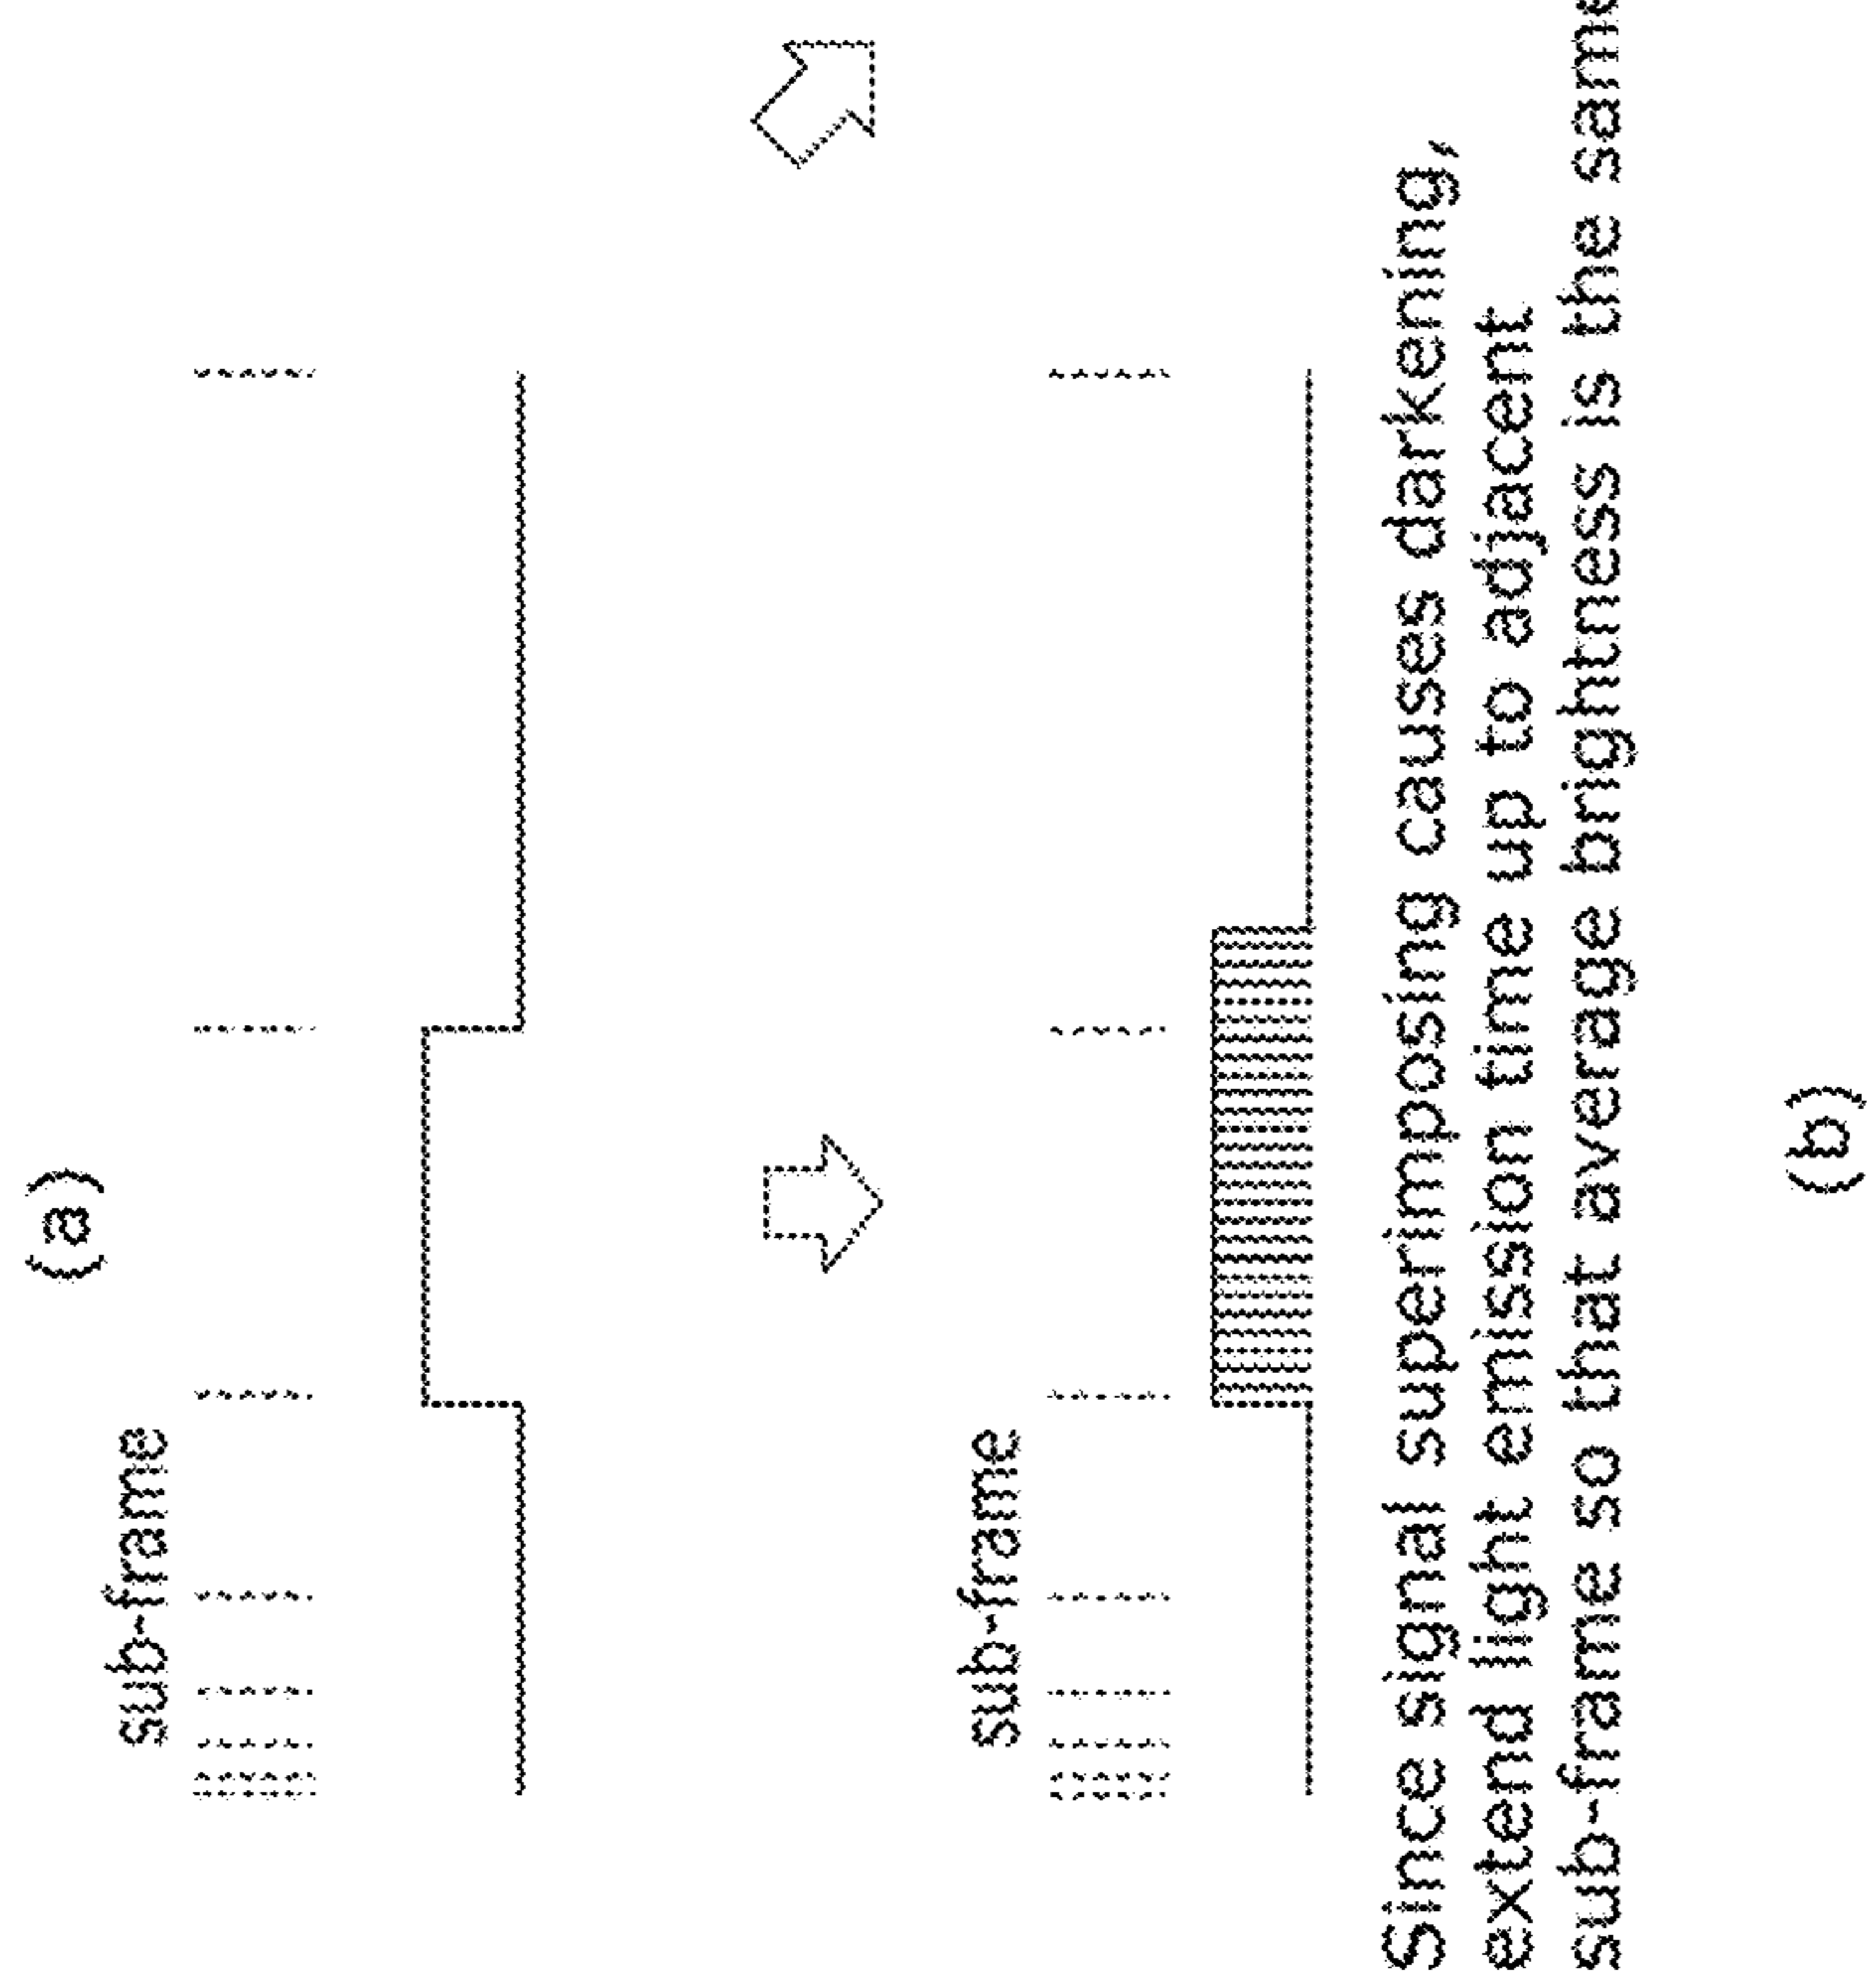 (a)
sub-frame
sub-frame
Since signal superimposing causes darkening,
extend light emission time up to adjacent
sub-frame so that average brightness is the
(b)